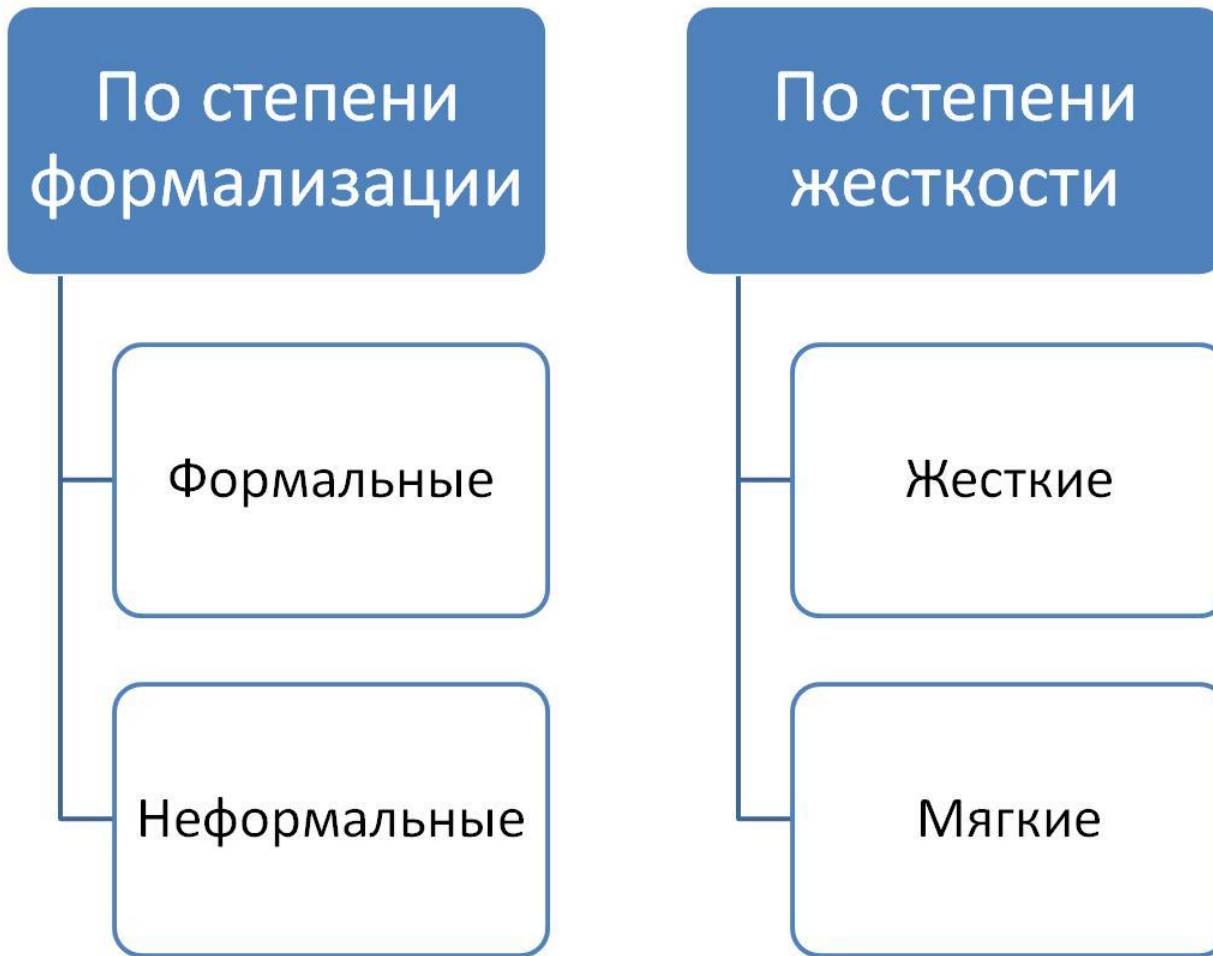 По степени
формализации
Формальные
Неформальные
По степени
жесткости
Жесткие
Мягкие